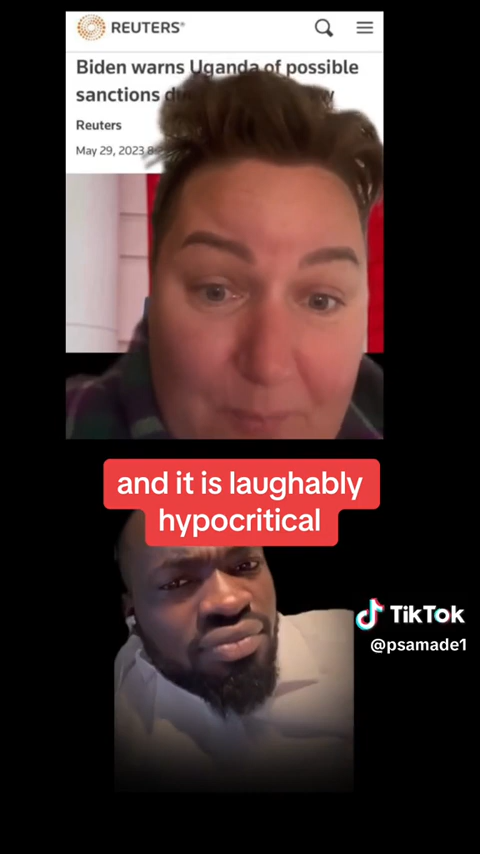 REUTERS®
Biden warns Uganda of possible
sanctions
Reuters
May 29, 2023
and it is laughably
hypocritical
TikTok
@psamade1